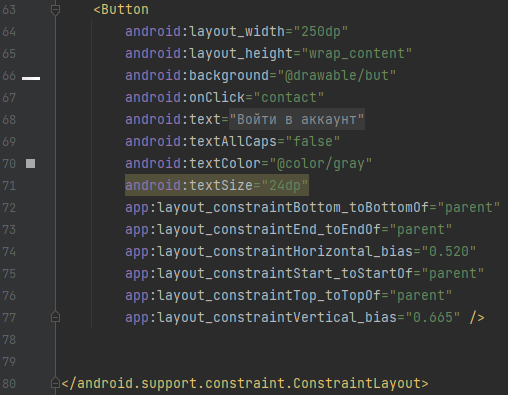 63 <Button
64 android:layout_width="250dp"
65 android:layout_height="wrap_content"
66 android:background="@drawable/but"
67 android:onClick="contact"
68 android:text="Войти в аккаунт"
69 android:textAllCaps="false"
70 android:textColor="@color/gray"
71 android:textSize="24dp"
72 app:layout_constraintBottom_toBottomOf="parent"
73 app:layout_constraintEnd_toEndOf="parent"
74 app:layout_constraintHorizontal_bias="0.520"
75 app:layout_constraintStart_toStartOf="parent"
76 app:layout_constraintTop_toTopOf="parent"
77 app:layout_constraintVertical_bias="0.665" />
78
79
80 </android.support.constraint.ConstraintLayout>